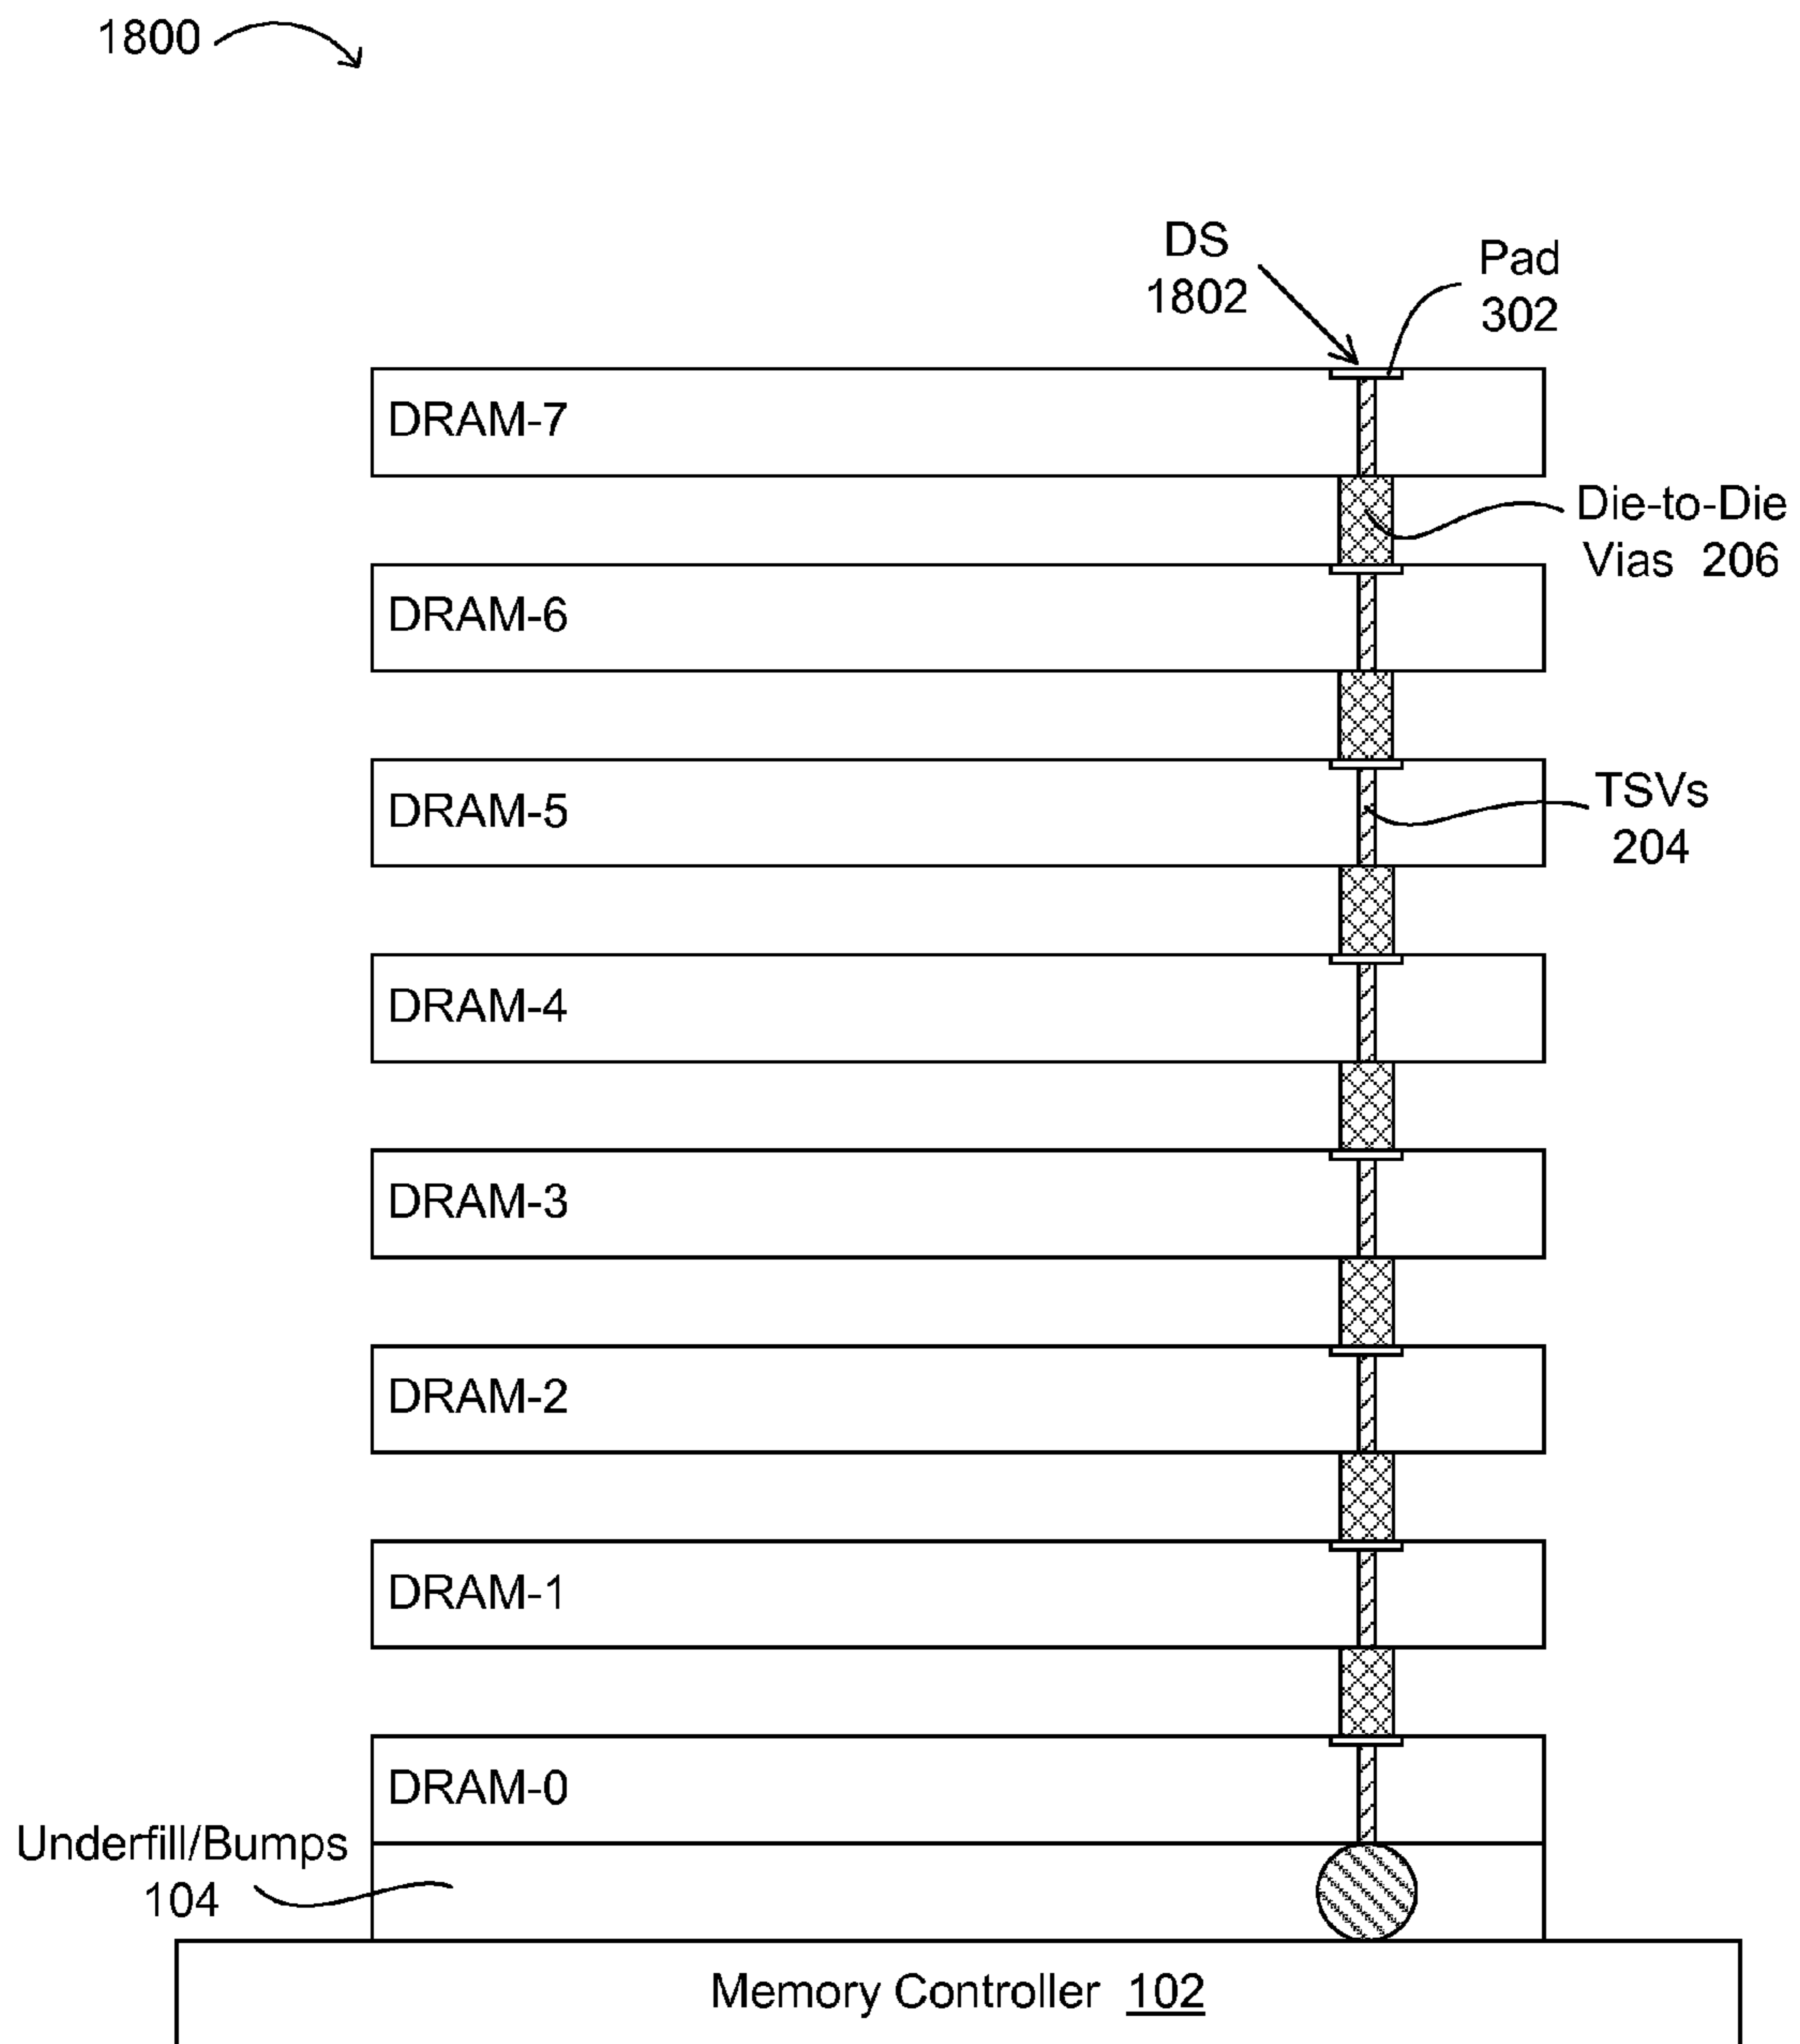 1800
DS
1802
Pad
302
DRAM-7
Die-to-Die
Vias 206
DRAM-6
TSVs
204
DRAM-5
DRAM-4
DRAM-3
DRAM-2
DRAM-1
DRAM-0
Underfill/Bumps
104
Memory Controller 102